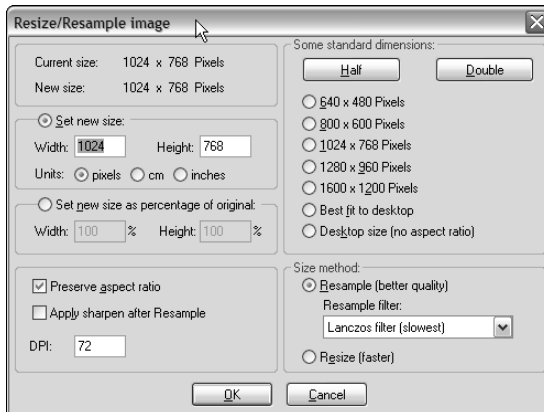 Resize/Resample image
Current size: 1024 x 768 Pixels
New size: 1024 x 768 Pixels
Set new size:
Width: 1024 Height: 768
Units: pixels cm inches
Set new size as percentage of original:
Width: 100 % Height: 100 %
Preserve aspect ratio
Apply sharpen after Resample
DPI: 72
Some standard dimensions:
Half Double
640 x 480 Pixels
800 x 600 Pixels
1024 x 768 Pixels
1280 x 960 Pixels
1600 x 1200 Pixels
Best fit to desktop
Desktop size (no aspect ratio)
Size method:
Resample (better quality)
Resample filter:
Lanczos filter (slowest)
Resize (faster)
OK Cancel